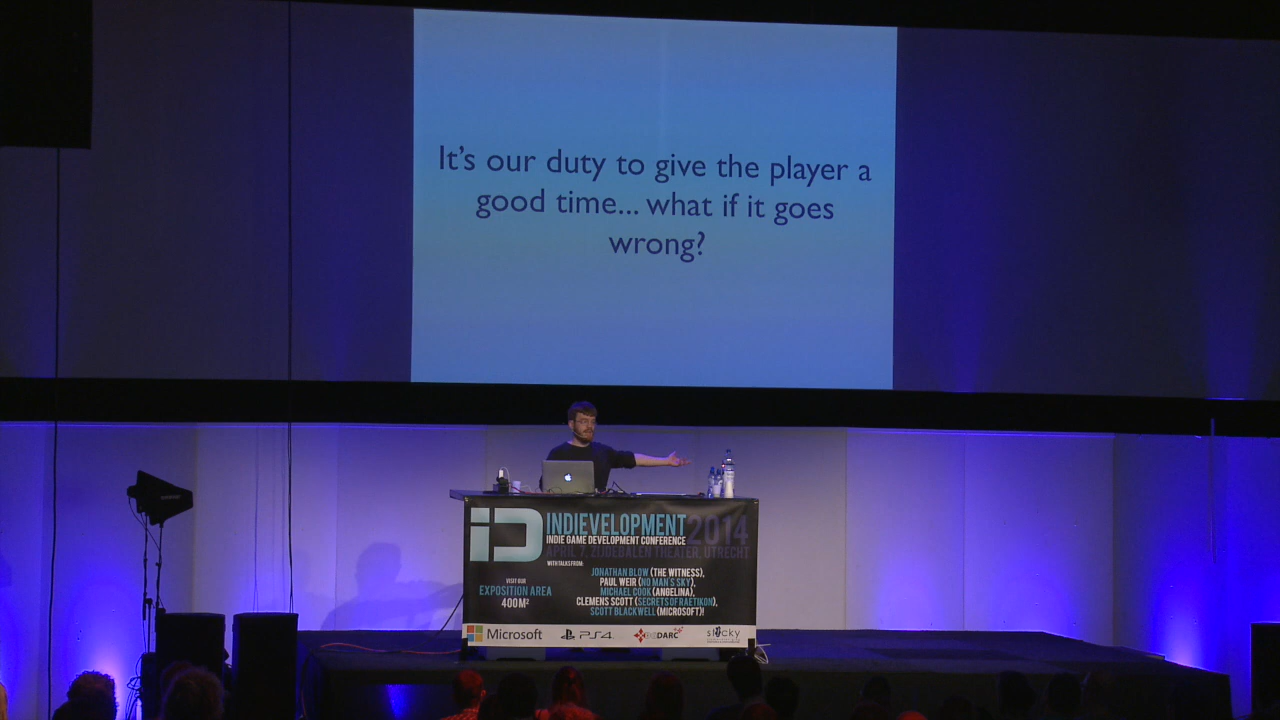 It's our duty to give the player a
good time... what if it goes
wrong?
iD
INDIEVELOPMENT 2014
INDIE GAME DEVELOPMENT CONFERENCE
APRIL 7, ZIJDEBALEN THEATER, UTRECHT
WITH TALKS FROM:
JONATHAN BLOW (THE WITNESS),
PAUL WEIR (NO MAN'S SKY),
MICHAEL COOK (ANGELINA),
CLEMENS SCOTT (SECRETS OF RAETIKON),
SCOTT BLACKWELL (MICROSOFT)!
VISIT OUR
EXPOSITION AREA
400M²
Microsoft PS4